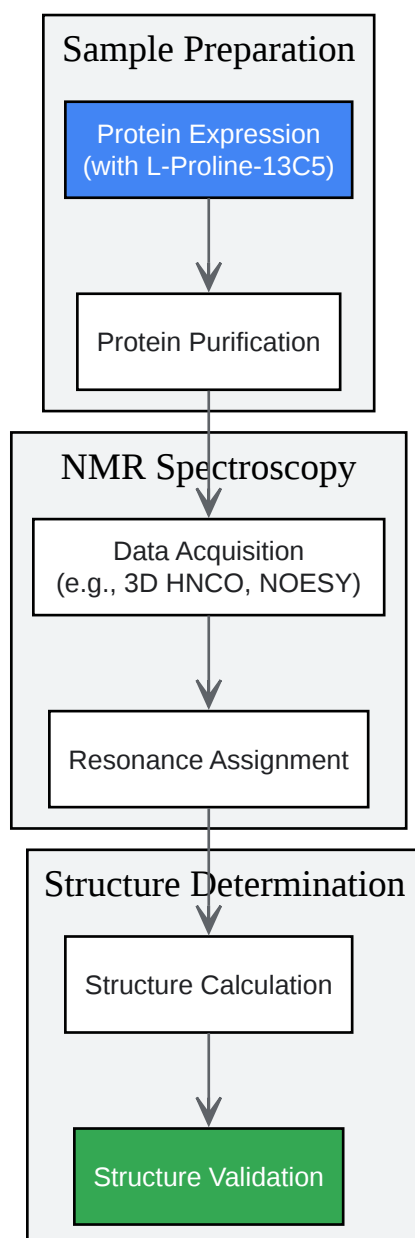 Sample Preparation
Protein Expression
(with L-Proline-13C5)
Protein Purification
NMR Spectroscopy
Data Acquisition
(e.g., 3D HNCO, NOESY)
Resonance Assignment
Structure Determination
Structure Calculation
Structure Validation